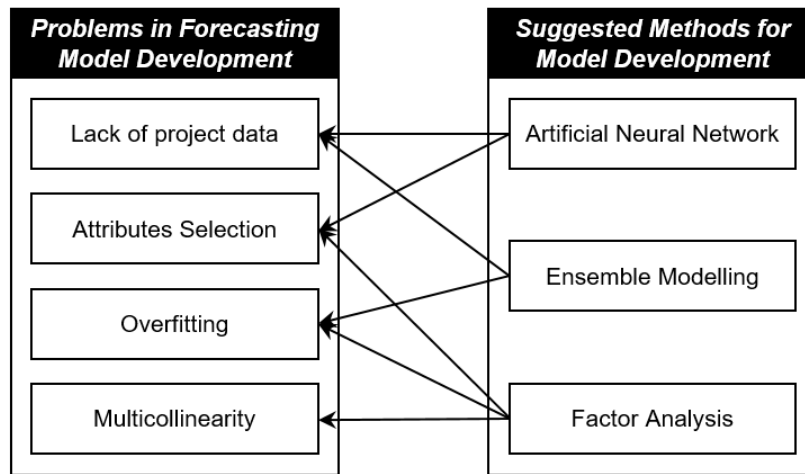 Problems in Forecasting
Model Development
Lack of project data
Attributes Selection
Overfitting
Multicollinearity
Suggested Methods for
Model Development
Artificial Neural Network
Ensemble Modelling
Factor Analysis